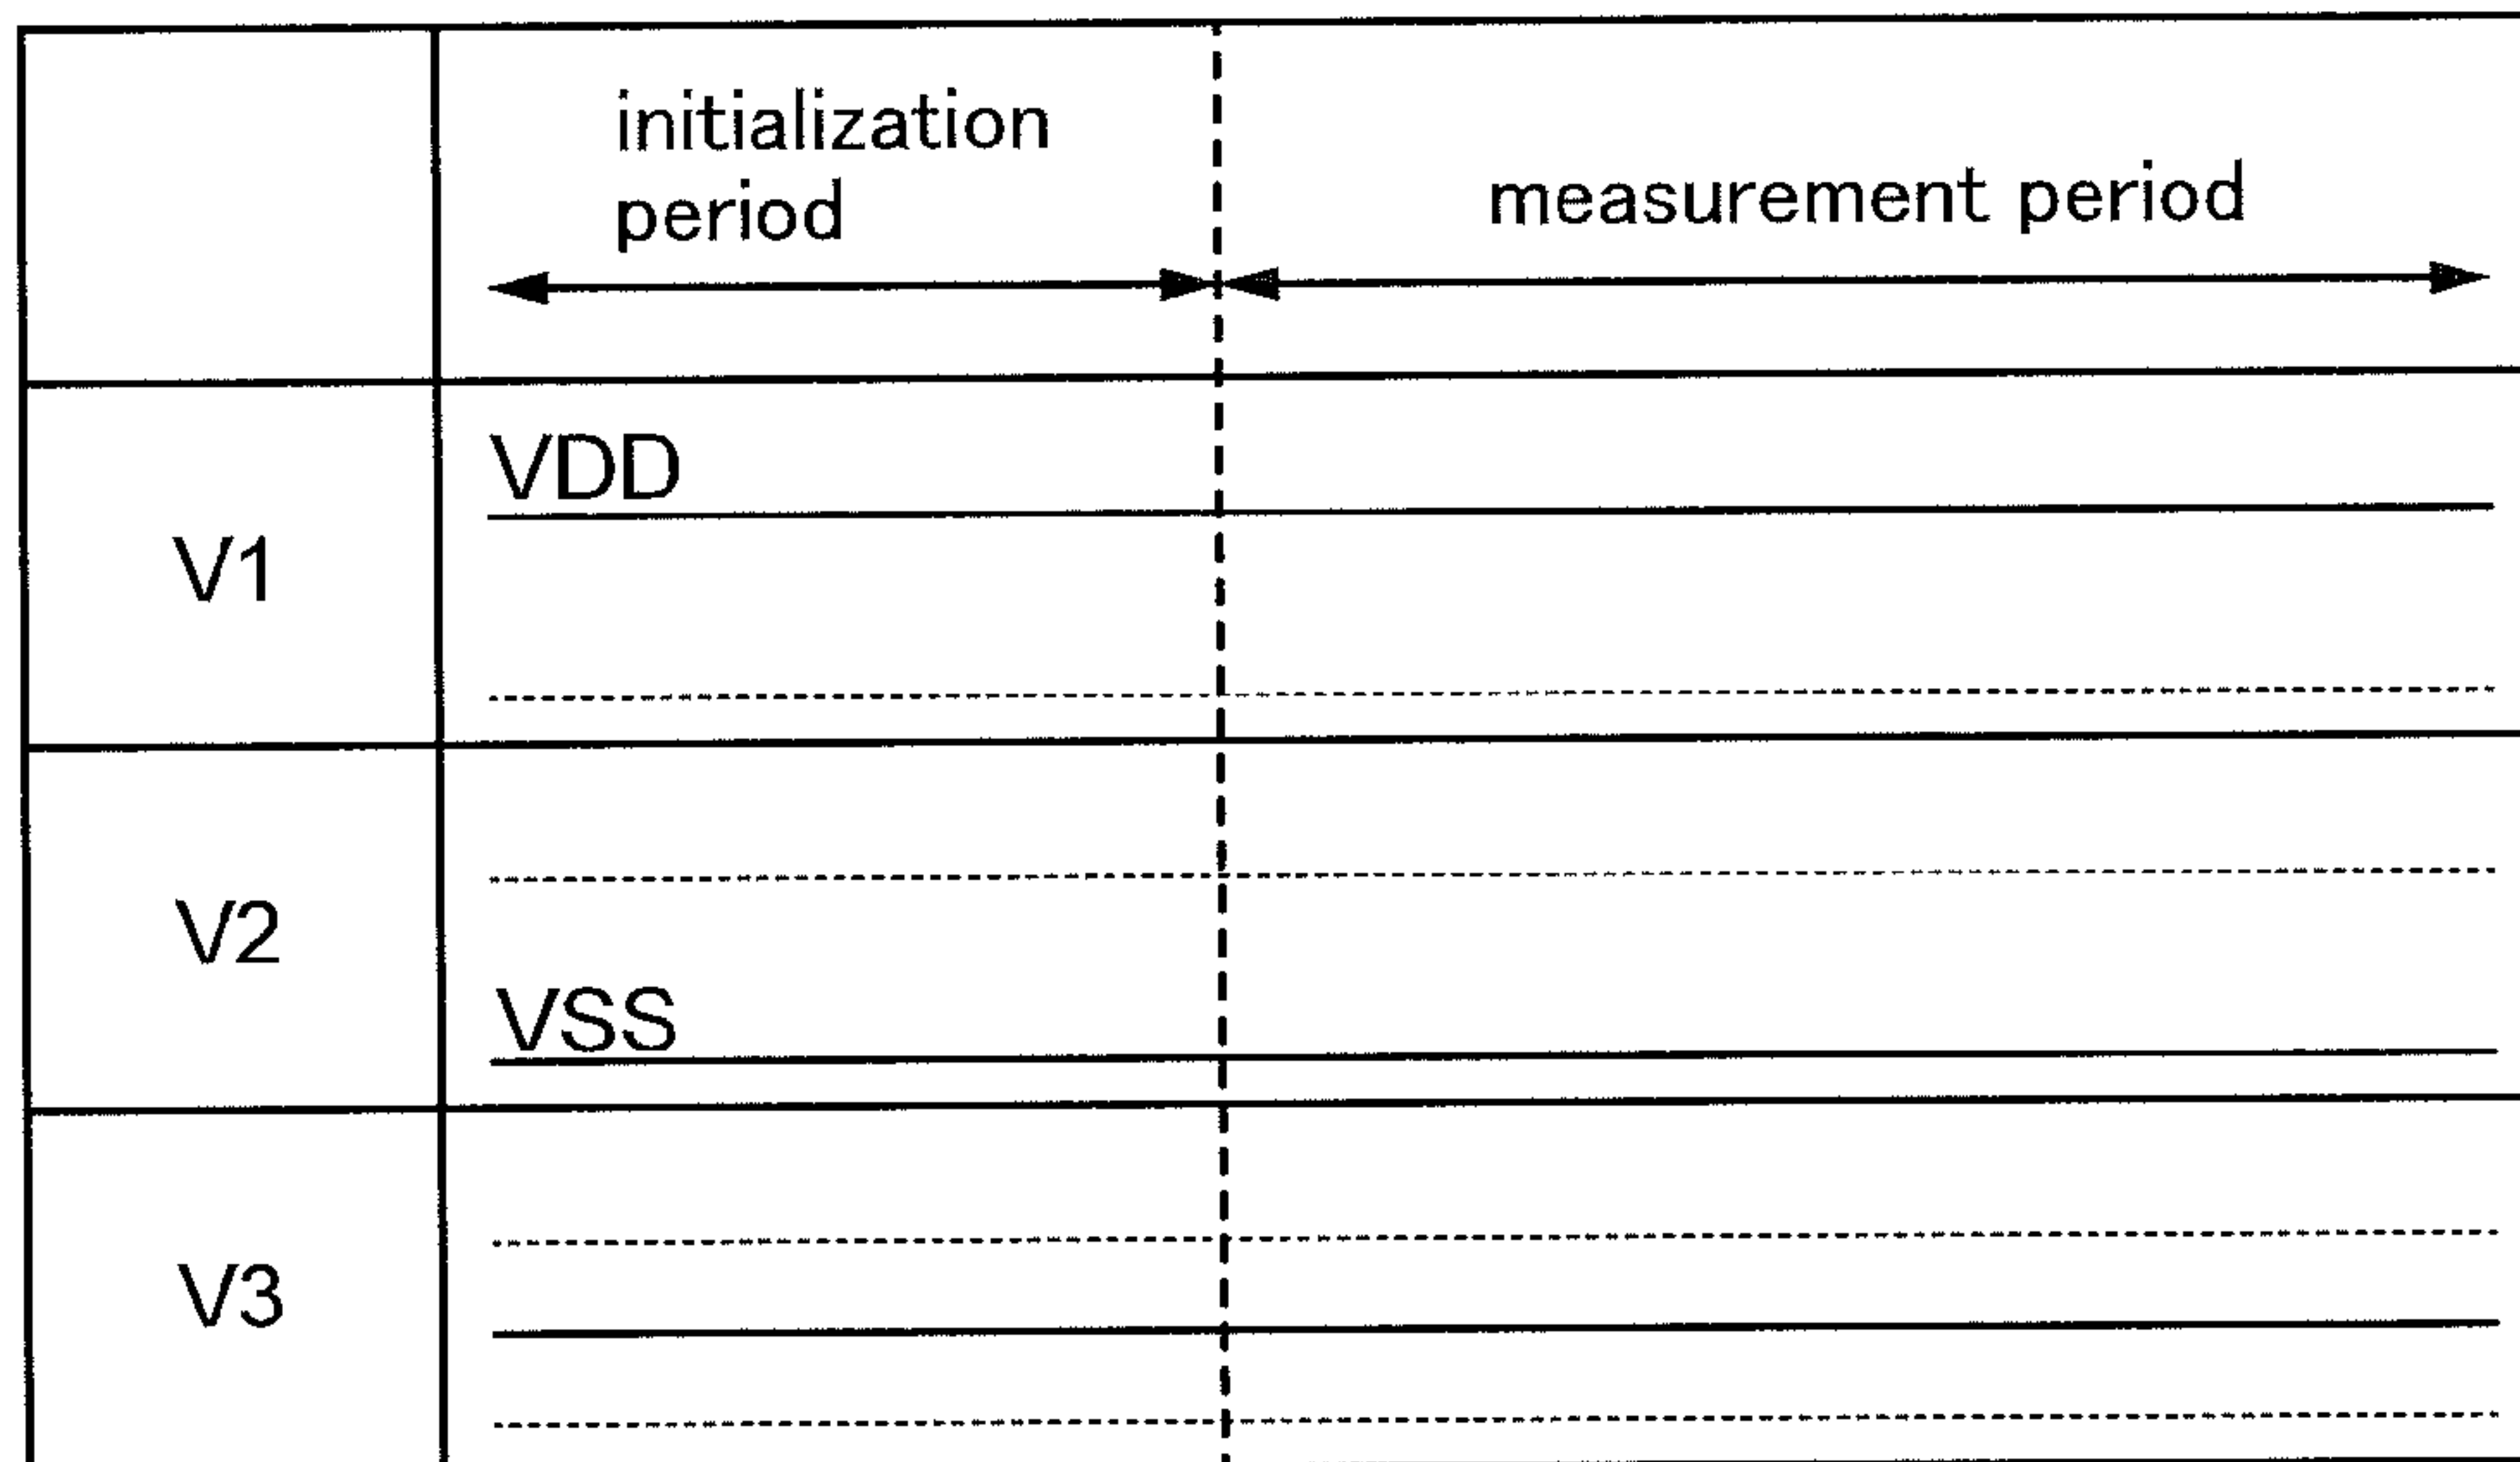 initialization
period
measurement period
VDD
V1
V2
VSS
V3